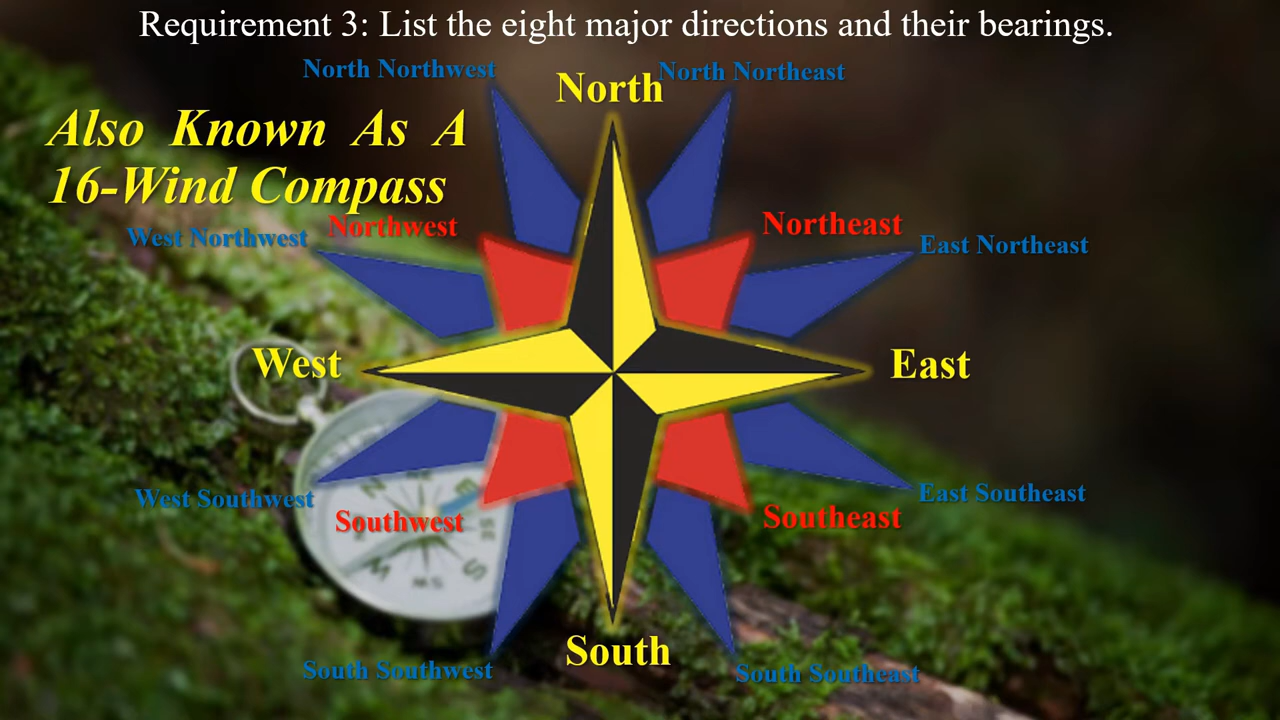 Requirement 3: List the eight major directions and their bearings.
North Northwest
North
North Northeast
Also Known As A
16-Wind Compass
Northwest
Northeast
West Northwest
East Northeast
West
East
West Southwest
East Southeast
Southwest
Southeast
South
South Southwest
South Southeast
N
E
SE
S
SW
W